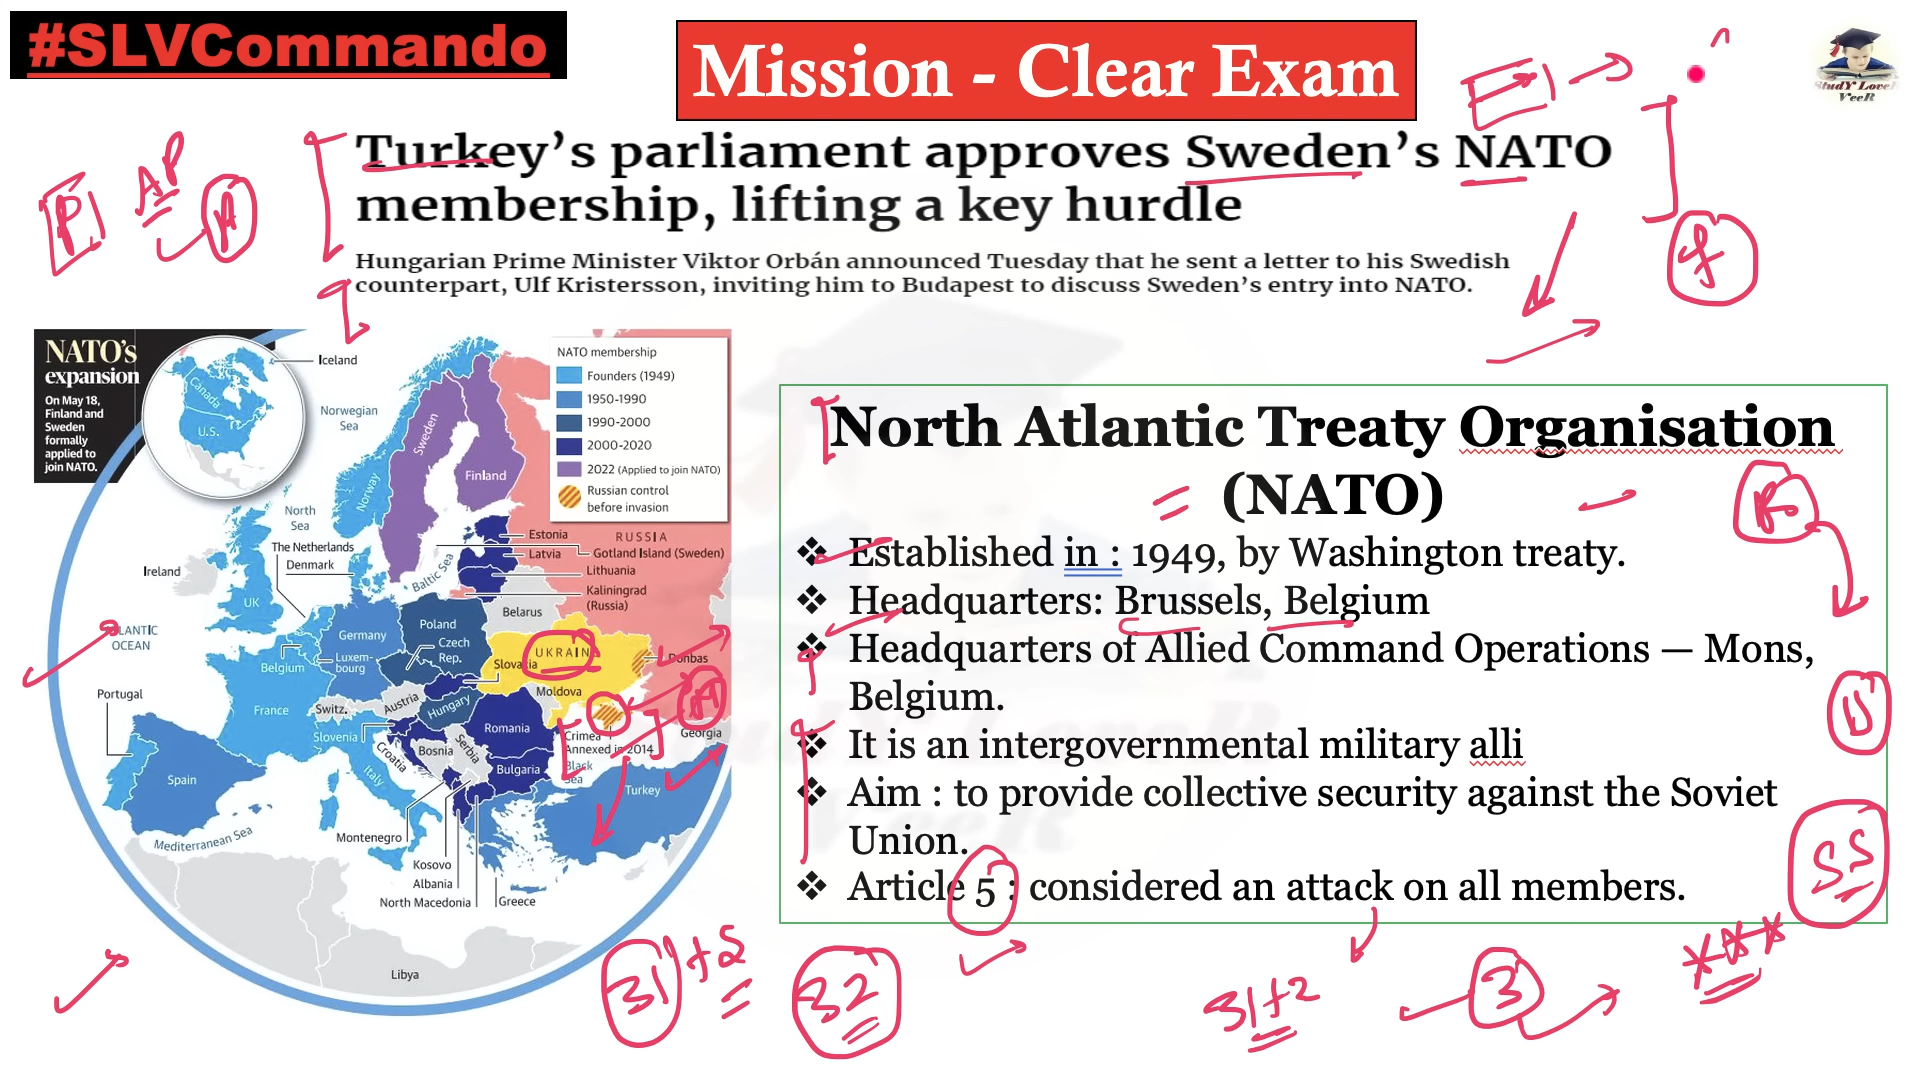 #SLVCommando
Mission - Clear Exam
StudY LoveR
VeeR
Turkey's parliament approves Sweden's NATO
membership, lifting a key hurdle
Hungarian Prime Minister Viktor Orbán announced Tuesday that he sent a letter to his Swedish
counterpart, Ulf Kristersson, inviting him to Budapest to discuss Sweden's entry into NATO.
P
AP
NATO's
expansion
On May 18,
Finland and
Sweden
formally
applied to
join NATO.
Canada
U.S.
Iceland
Norwegian
Sea
NATO membership
Founders (1949)
1950-1990
1990-2000
2000-2020
2022 (Applied to join NATO)
Russian control
before invasion
Sweden
Finland
Norway
North
Sea
The Netherlands
Denmark
Ireland
UK
Baltic Sea
Estonia
Latvia
Lithuania
RUSSIA
Gotland Island (Sweden)
Kaliningrad
(Russia)
Belarus
ATLANTIC
OCEAN
Germany
Poland
Czech
Rep.
Belgium
Luxem-
bourg
Slovakia
UKRAINE
Donbas
Moldova
Portugal
France
Switz.
Austria
Hungary
Slovenia
Croatia
Bosnia
Serbia
Romania
Bulgaria
Crimea
Annexed in 2014
Black
Sea
Georgia
Turkey
Spain
Italy
Mediterranean Sea
Montenegro
Kosovo
Albania
North Macedonia
Greece
Libya
North Atlantic Treaty Organisation
(NATO)
❖ Established in : 1949, by Washington treaty.
❖ Headquarters: Brussels, Belgium
❖ Headquarters of Allied Command Operations — Mons,
Belgium.
❖ It is an intergovernmental military alli
❖ Aim : to provide collective security against the Soviet
Union.
❖ Article 5 : considered an attack on all members.
SS
31
32
31+2
3